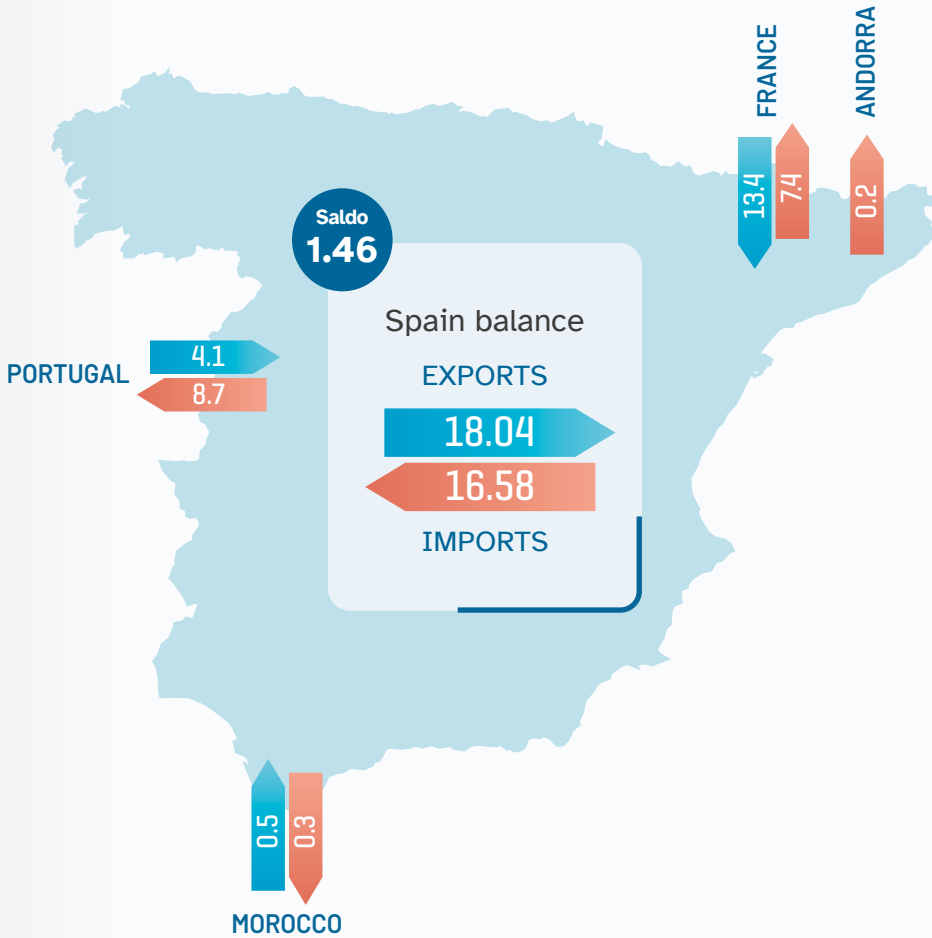 FRANCE
ANDORRA
13.4
7.4
0.2
Saldo
1.46
Spain balance
EXPORTS
18.04
16.58
IMPORTS
PORTUGAL
4.1
8.7
0.5
0.3
MOROCCO